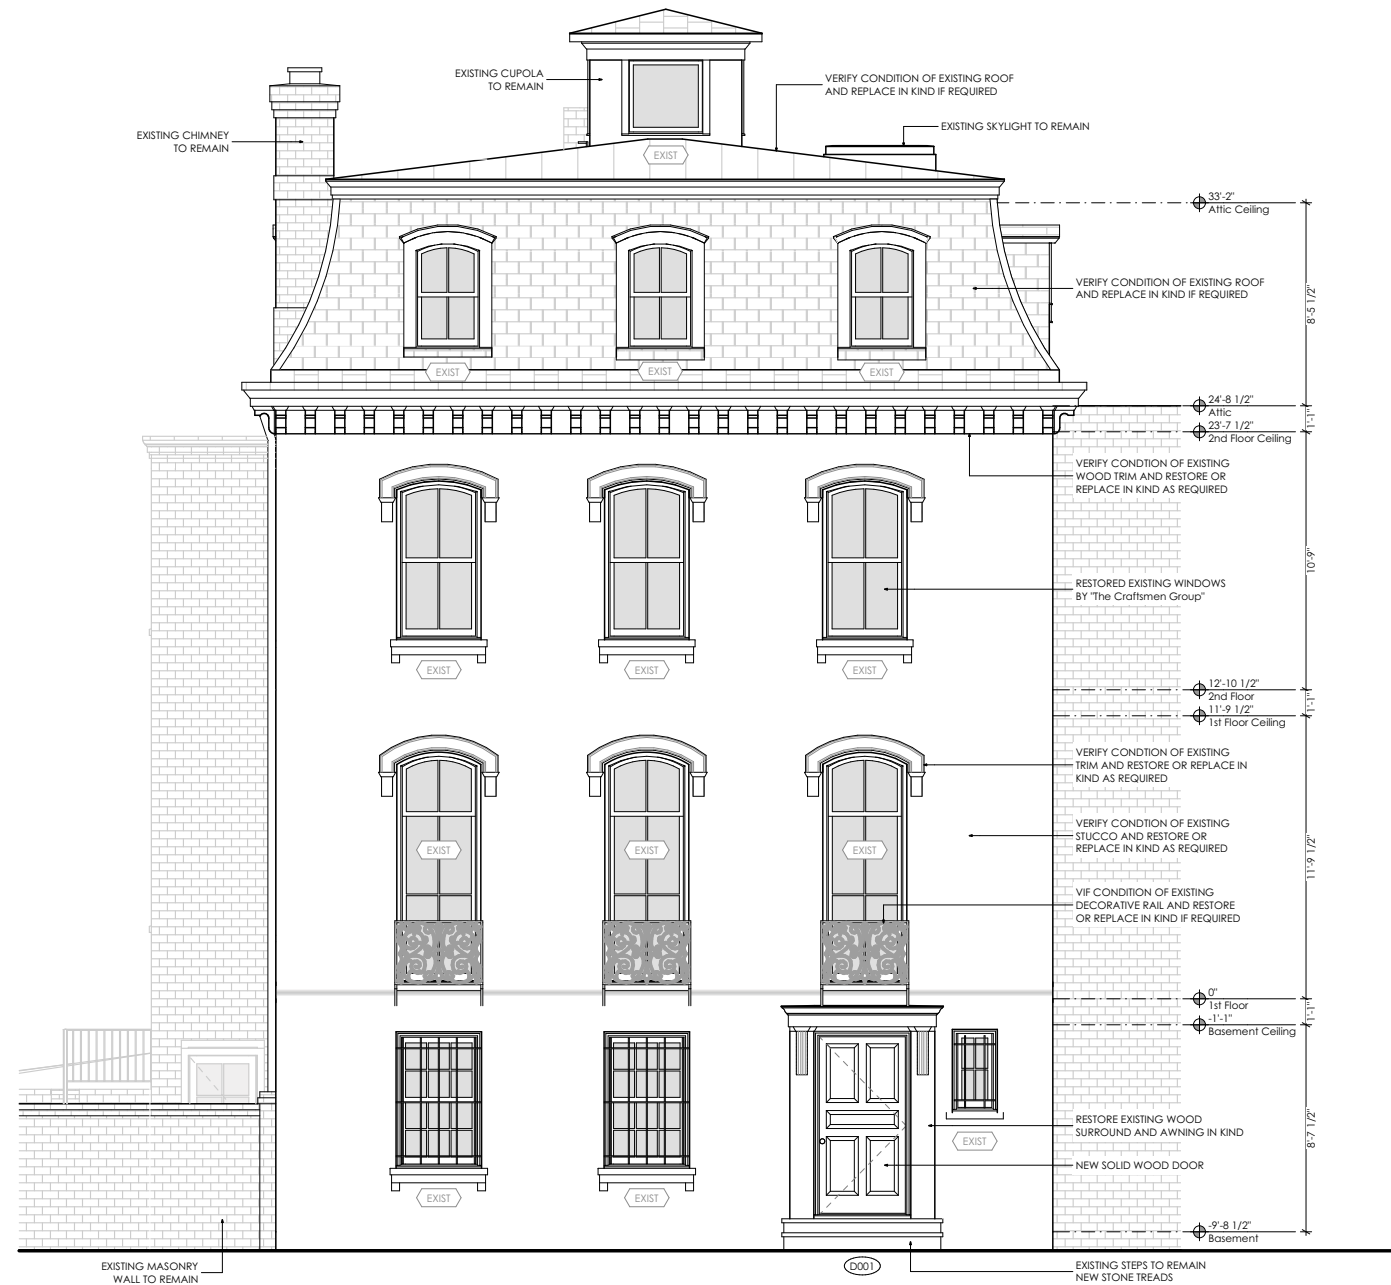 EXISTING CUPOLA
TO REMAIN
VERIFY CONDITION OF EXISTING ROOF
AND REPLACE IN KIND IF REQUIRED
EXISTING CHIMNEY
TO REMAIN
EXISTING SKYLIGHT TO REMAIN
EXIST
33'-2"
Attic Ceiling
VERIFY CONDITION OF EXISTING ROOF
AND REPLACE IN KIND IF REQUIRED
8'-5 1/2"
EXIST
EXIST
EXIST
24'-8 1/2"
Attic
1'-1"
23'-7 1/2"
2nd Floor Ceiling
VERIFY CONDTION OF EXISTING
WOOD TRIM AND RESTORE OR
REPLACE IN KIND AS REQUIRED
10'-9"
RESTORED EXISTING WINDOWS
BY "The Craftsmen Group"
EXIST
EXIST
EXIST
12'-10 1/2"
2nd Floor
1'-1"
11'-9 1/2"
1st Floor Ceiling
VERIFY CONDTION OF EXISTING
TRIM AND RESTORE OR REPLACE IN
KIND AS REQUIRED
VERIFY CONDTION OF EXISTING
STUCCO AND RESTORE OR
REPLACE IN KIND AS REQUIRED
11'-9 1/2"
EXIST
EXIST
EXIST
VIF CONDITION OF EXISTING
DECORATIVE RAIL AND RESTORE
OR REPLACE IN KIND IF REQUIRED
0"
1st Floor
1'-1"
-1'-1"
Basement Ceiling
RESTORE EXISTING WOOD
SURROUND AND AWNING IN KIND
8'-7 1/2"
EXIST
NEW SOLID WOOD DOOR
EXIST
EXIST
-9'-8 1/2"
Basement
EXISTING MASONRY
WALL TO REMAIN
D001
EXISTING STEPS TO REMAIN
NEW STONE TREADS